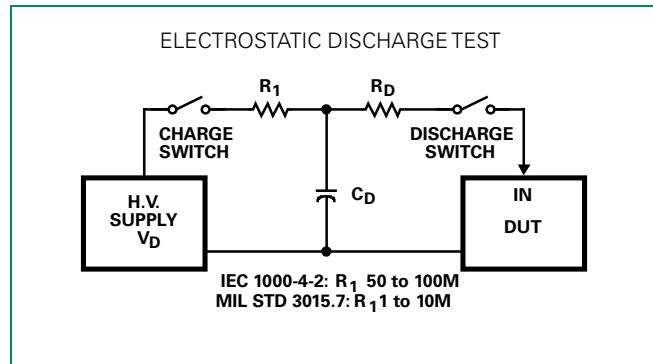 ELECTROSTATIC DISCHARGE TEST
R1
RD
CHARGE
SWITCH
DISCHARGE
SWITCH
CD
H.V.
SUPPLY
VD
IN
DUT
IEC 1000-4-2: R1 50 to 100M
MIL STD 3015.7: R1 1 to 10M